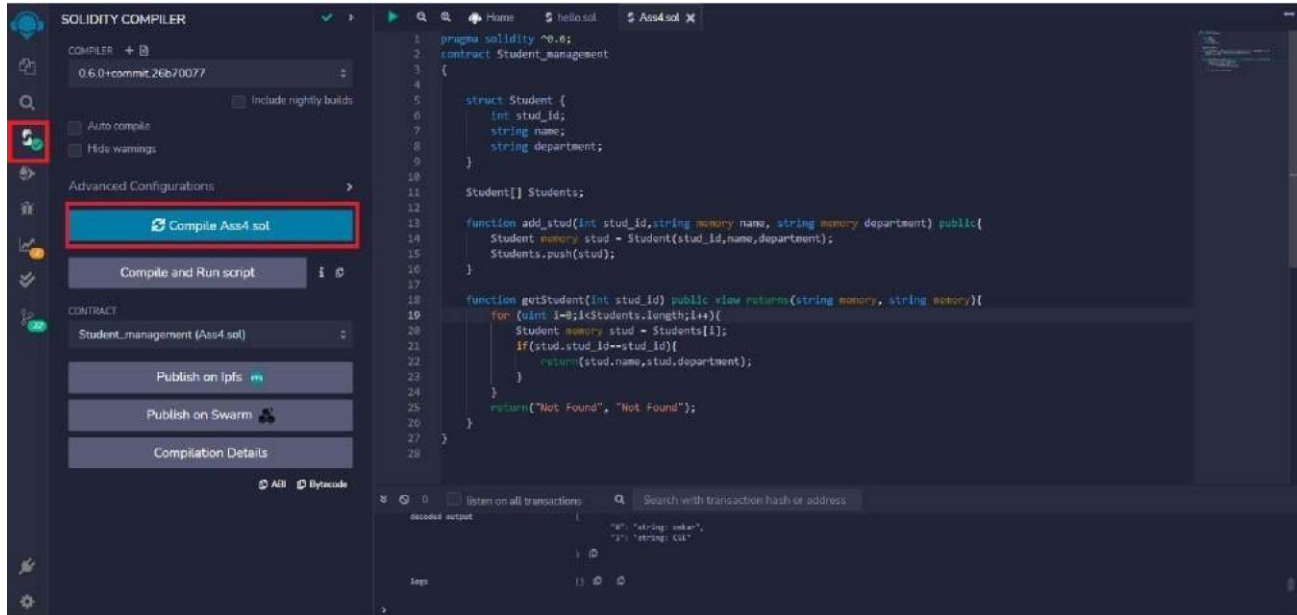 SOLIDITY COMPILER
COMPILER +
0.6.0+commit.26b70077
Include nightly builds
Auto compile
Hide warnings
Advanced Configurations
Compile Ass4.sol
Compile and Run script
CONTRACT
Student_management (Ass4.sol)
Publish on Ipfs
Publish on Swarm
Compilation Details
ABI Bytecode
Home hello.sol Ass4.sol
1 pragma solidity ^0.6;
2 contract Student_management
3 {
4
5 struct Student {
6 int stud_id;
7 string name;
8 string department;
9 }
10
11 Student[] Students;
12
13 function add_stud(int stud_id,string memory name, string memory department) public{
14 Student memory stud = Student(stud_id,name,department);
15 Students.push(stud);
16 }
17
18 function getStudent(int stud_id) public view returns(string memory, string memory){
19 for (uint i=0;i<Students.length;i++){
20 Student memory stud = Students[i];
21 if(stud.stud_id==stud_id){
22 return(stud.name,stud.department);
23 }
24 }
25 return("Not Found", "Not Found");
26 }
27 }
28
0 listen on all transactions Search with transaction hash or address
decoded output {
"0": "string: omkar",
"1": "string: CSE"
}
logs []
>